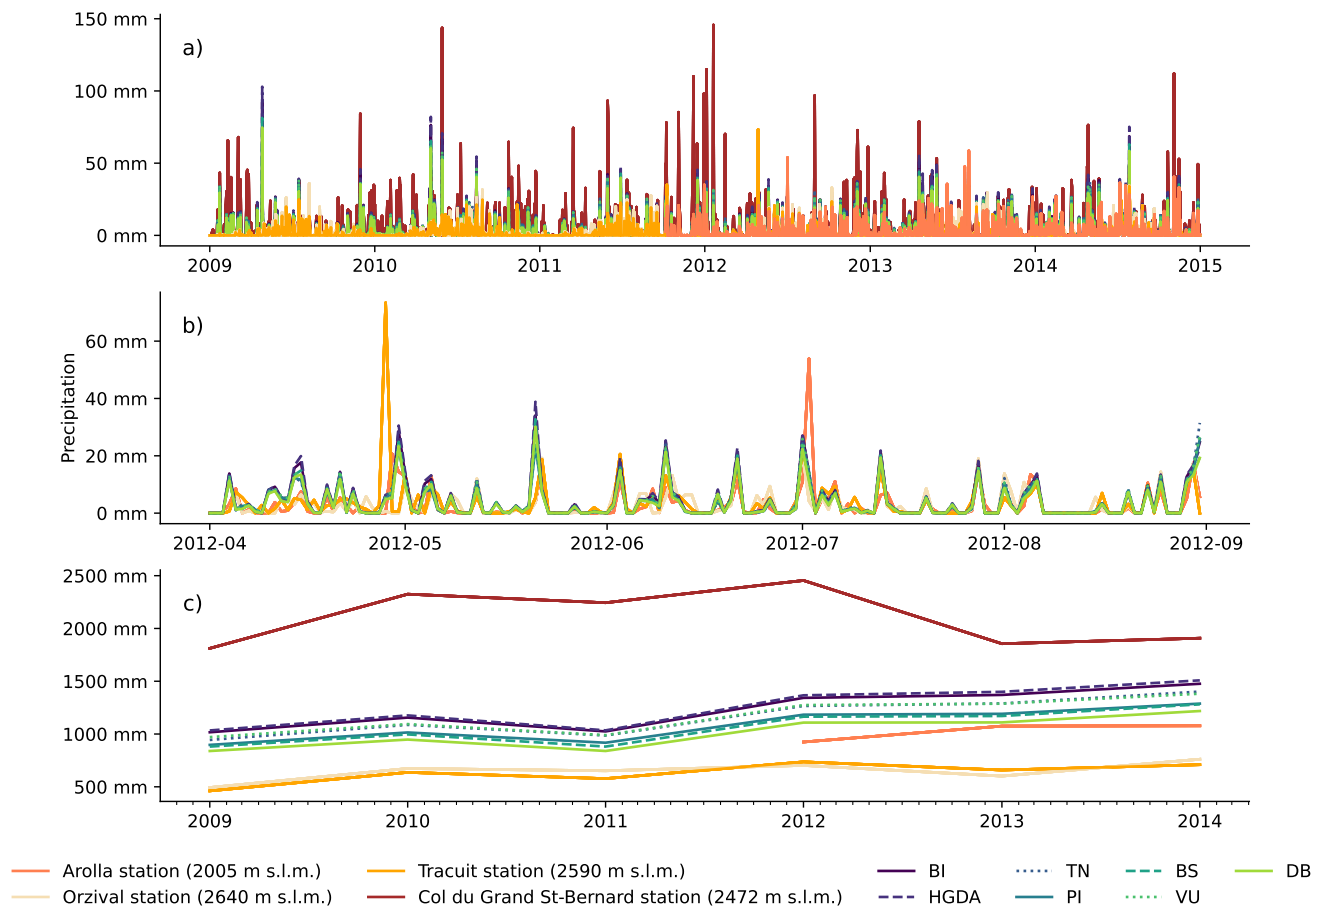 a)
150 mm
100 mm
50 mm
0 mm
2009 2010 2011 2012 2013 2014 2015
b)
Precipitation
60 mm
40 mm
20 mm
0 mm
2012-04 2012-05 2012-06 2012-07 2012-08 2012-09
c)
2500 mm
2000 mm
1500 mm
1000 mm
500 mm
2009 2010 2011 2012 2013 2014
Arolla station (2005 m s.l.m.) Tracuit station (2590 m s.l.m.) BI TN BS DB
Orzival station (2640 m s.l.m.) Col du Grand St-Bernard station (2472 m s.l.m.) HGDA PI VU